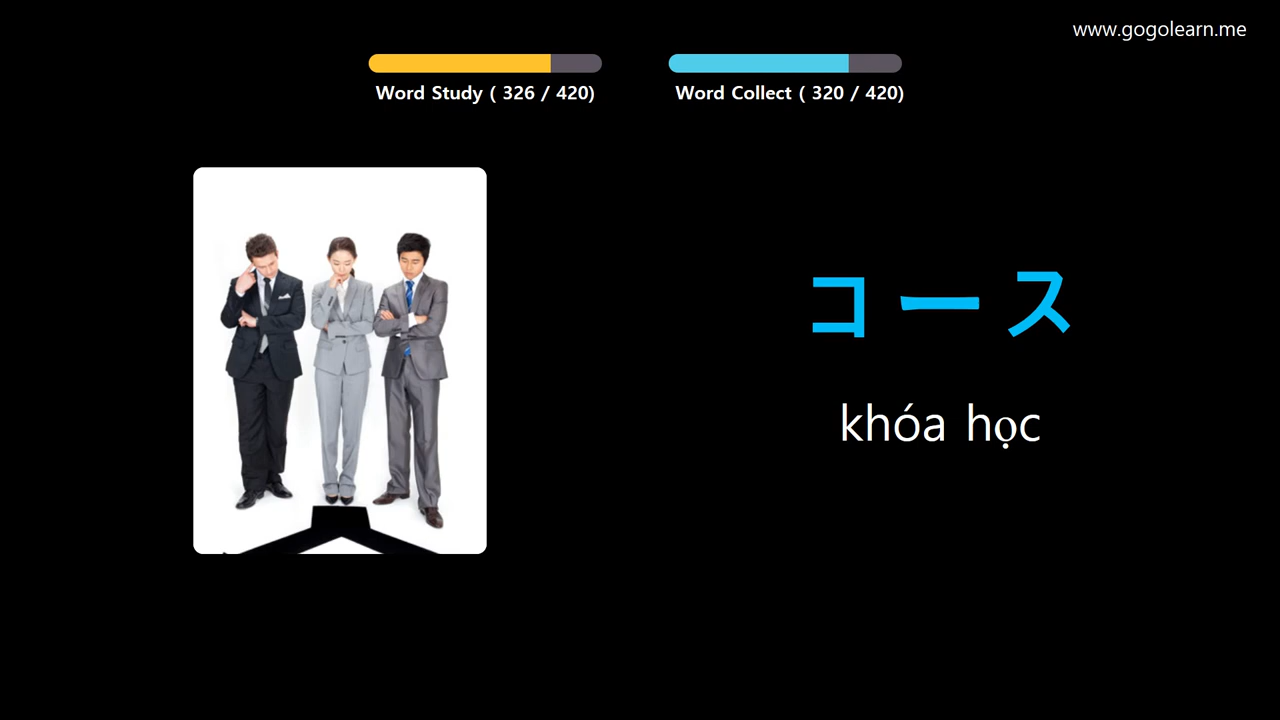 www.gogolearn.me
Word Study ( 326 / 420)
Word Collect ( 320 / 420)
コース
khóa học